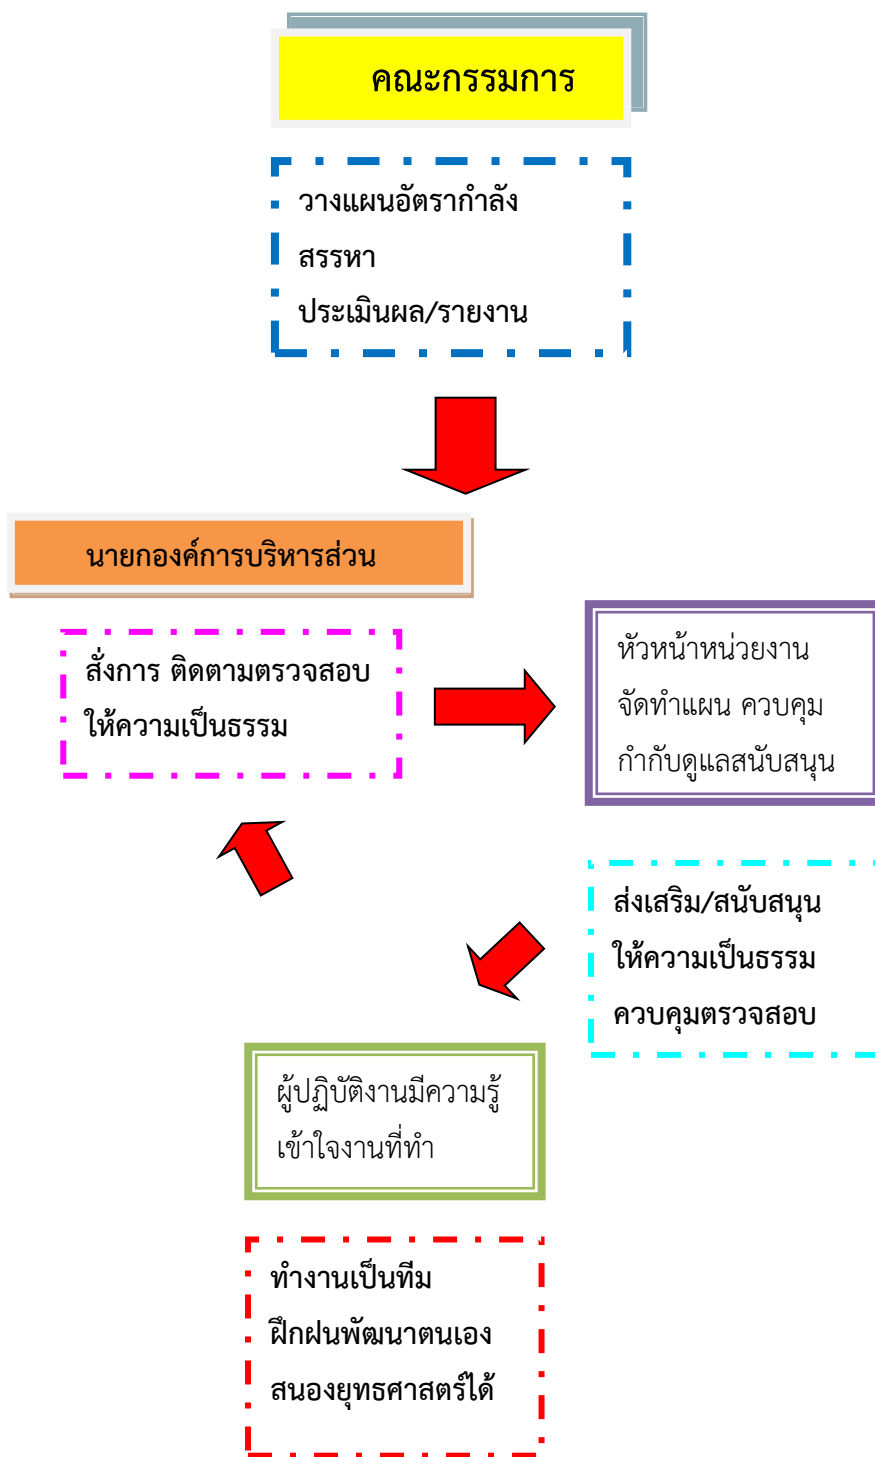 คณะกรรมการ
วางแผนอัตรากำลัง
สรรหา
ประเมินผล/รายงาน
นายกองค์การบริหารส่วน
สั่งการ ติดตามตรวจสอบ
ให้ความเป็นธรรม
หัวหน้าหน่วยงาน
จัดทำแผน ควบคุม
กำกับดูแลสนับสนุน
ส่งเสริม/สนับสนุน
ให้ความเป็นธรรม
ควบคุมตรวจสอบ
ผู้ปฏิบัติงานมีความรู้
เข้าใจงานที่ทำ
ทำงานเป็นทีม
ฝึกฝนพัฒนาตนเอง
สนองยุทธศาสตร์ได้